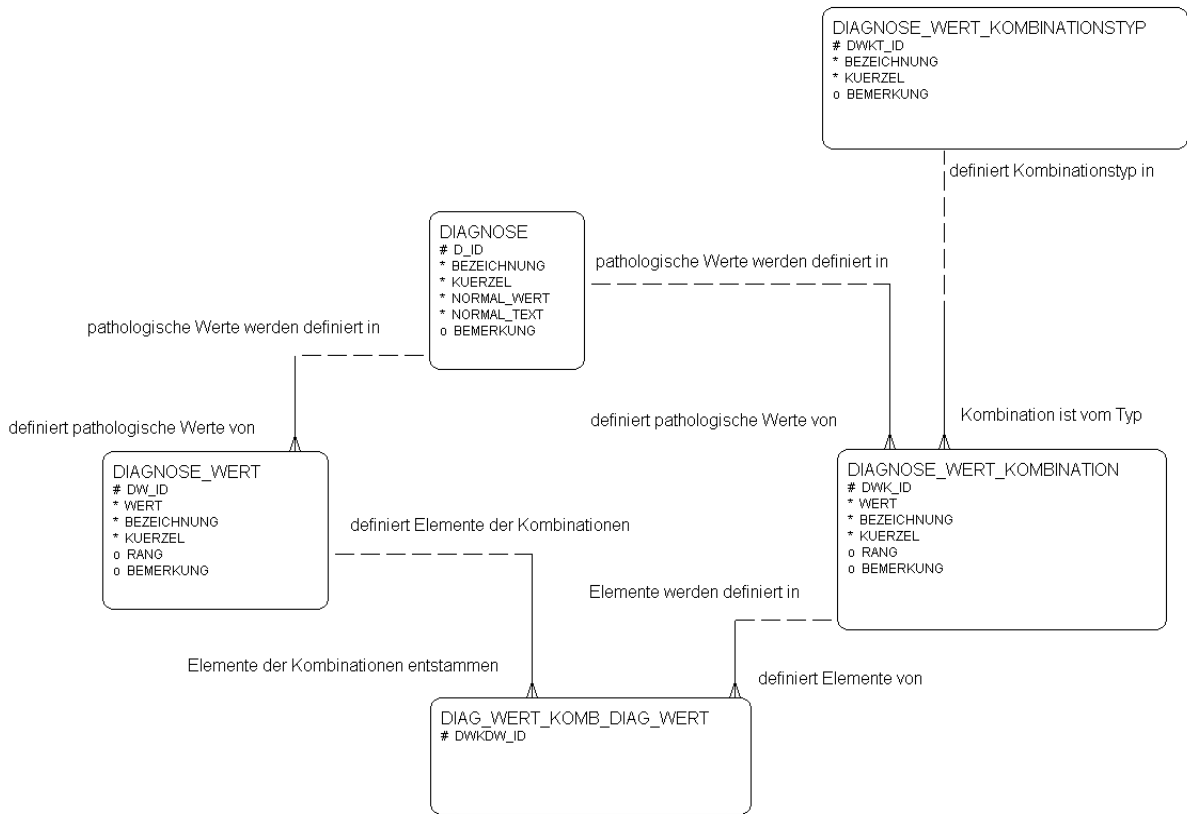 DIAGNOSE_WERT_KOMBINATIONSTYP
# DWKT_ID
* BEZEICHNUNG
* KUERZEL
o BEMERKUNG
definiert Kombinationstyp in
DIAGNOSE
# D_ID
* BEZEICHNUNG
* KUERZEL
* NORMAL_WERT
* NORMAL_TEXT
o BEMERKUNG
pathologische Werte werden definiert in
pathologische Werte werden definiert in
definiert pathologische Werte von
definiert pathologische Werte von
Kombination ist vom Typ
DIAGNOSE_WERT
# DW_ID
* WERT
* BEZEICHNUNG
* KUERZEL
o RANG
o BEMERKUNG
DIAGNOSE_WERT_KOMBINATION
# DWK_ID
* WERT
* BEZEICHNUNG
* KUERZEL
o RANG
o BEMERKUNG
definiert Elemente der Kombinationen
Elemente werden definiert in
Elemente der Kombinationen entstammen
definiert Elemente von
DIAG_WERT_KOMB_DIAG_WERT
# DWKDW_ID